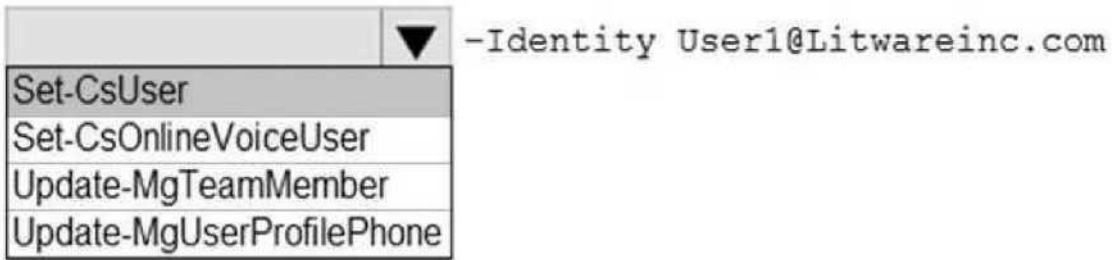 -Identity User1@Litwareinc.com
Set-CsUser
Set-CsOnlineVoiceUser
Update-MgTeamMember
Update-MgUserProfilePhone